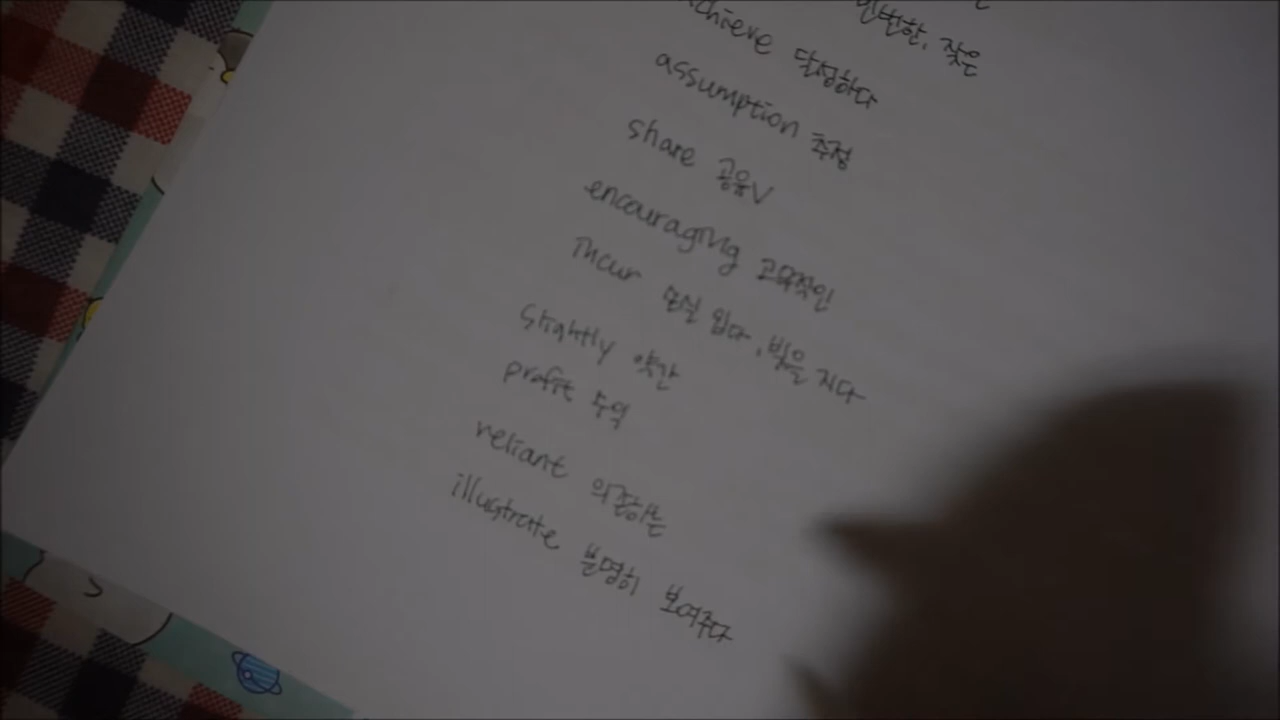 빈번한, 잦은
achieve 달성하다
assumption 추정
share 공유V
encouraging 고무적인
incur 손실 입다, 빚을 지다
slightly 약간
profit 수익
reliant 의존하는
illustrate 분명히 보여주다